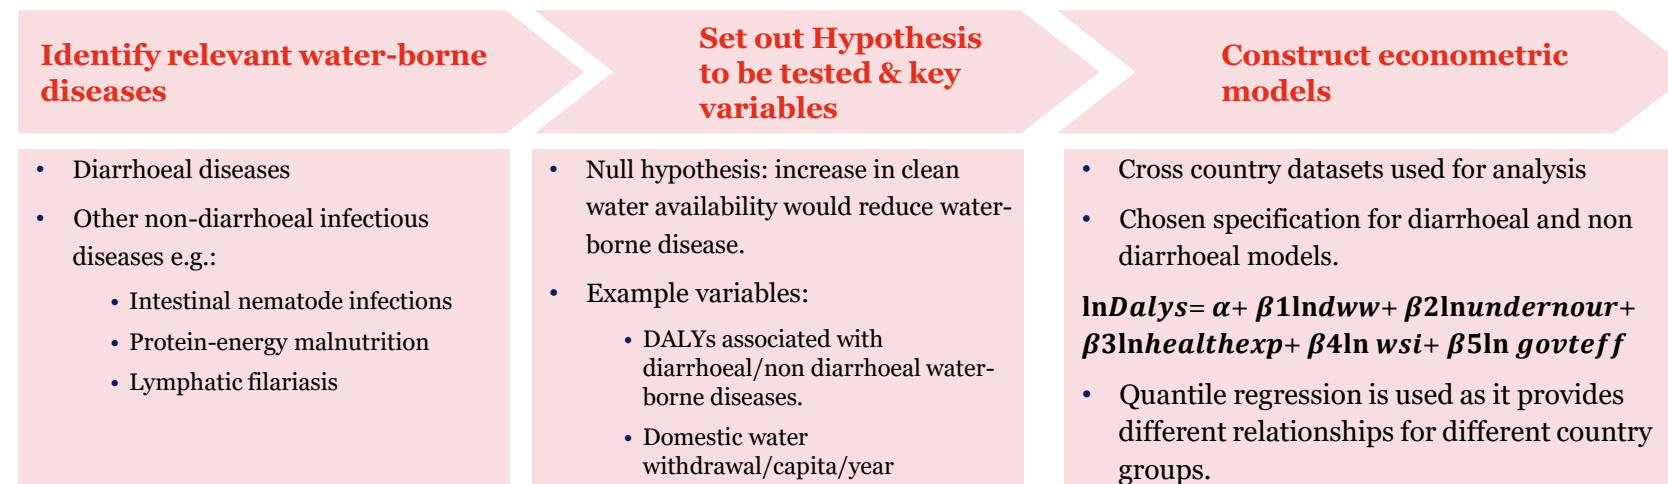 Identify relevant water-borne
diseases
Set out Hypothesis
to be tested & key
variables
Construct econometric
models
• Diarrhoeal diseases
• Other non-diarrhoeal infectious
diseases e.g.:
• Intestinal nematode infections
• Protein-energy malnutrition
• Lymphatic filariasis
• Null hypothesis: increase in clean
water availability would reduce water-
borne disease.
• Example variables:
• DALYs associated with
diarrhoeal/non diarrhoeal water-
borne diseases.
• Domestic water
withdrawal/capita/year
• Cross country datasets used for analysis
• Chosen specification for diarrhoeal and non
diarrhoeal models.
lnDalys= α+ β1lndww+ β2lnundernour+
β3lnhealthexp+ β4ln wsi+ β5ln govteff
• Quantile regression is used as it provides
different relationships for different country
groups.